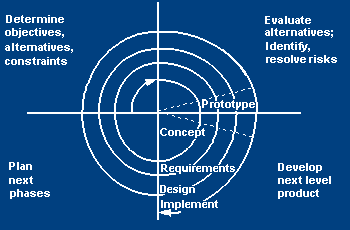 Determine
objectives,
alternatives,
constraints
Evaluate
alternatives;
Identify,
resolve risks
Prototype
Concept
Requirements
Design
Implement
Plan
next
phases
Develop
next level
product